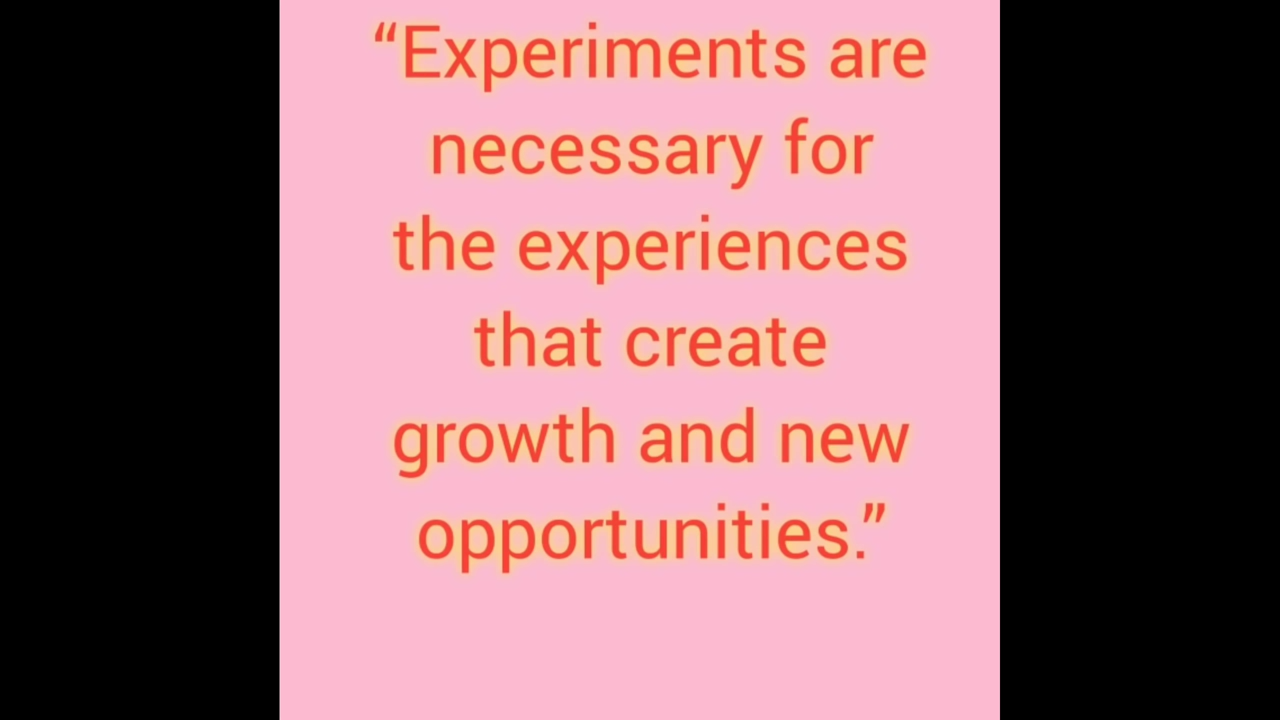 “Experiments are
necessary for
the experiences
that create
growth and new
opportunities.”